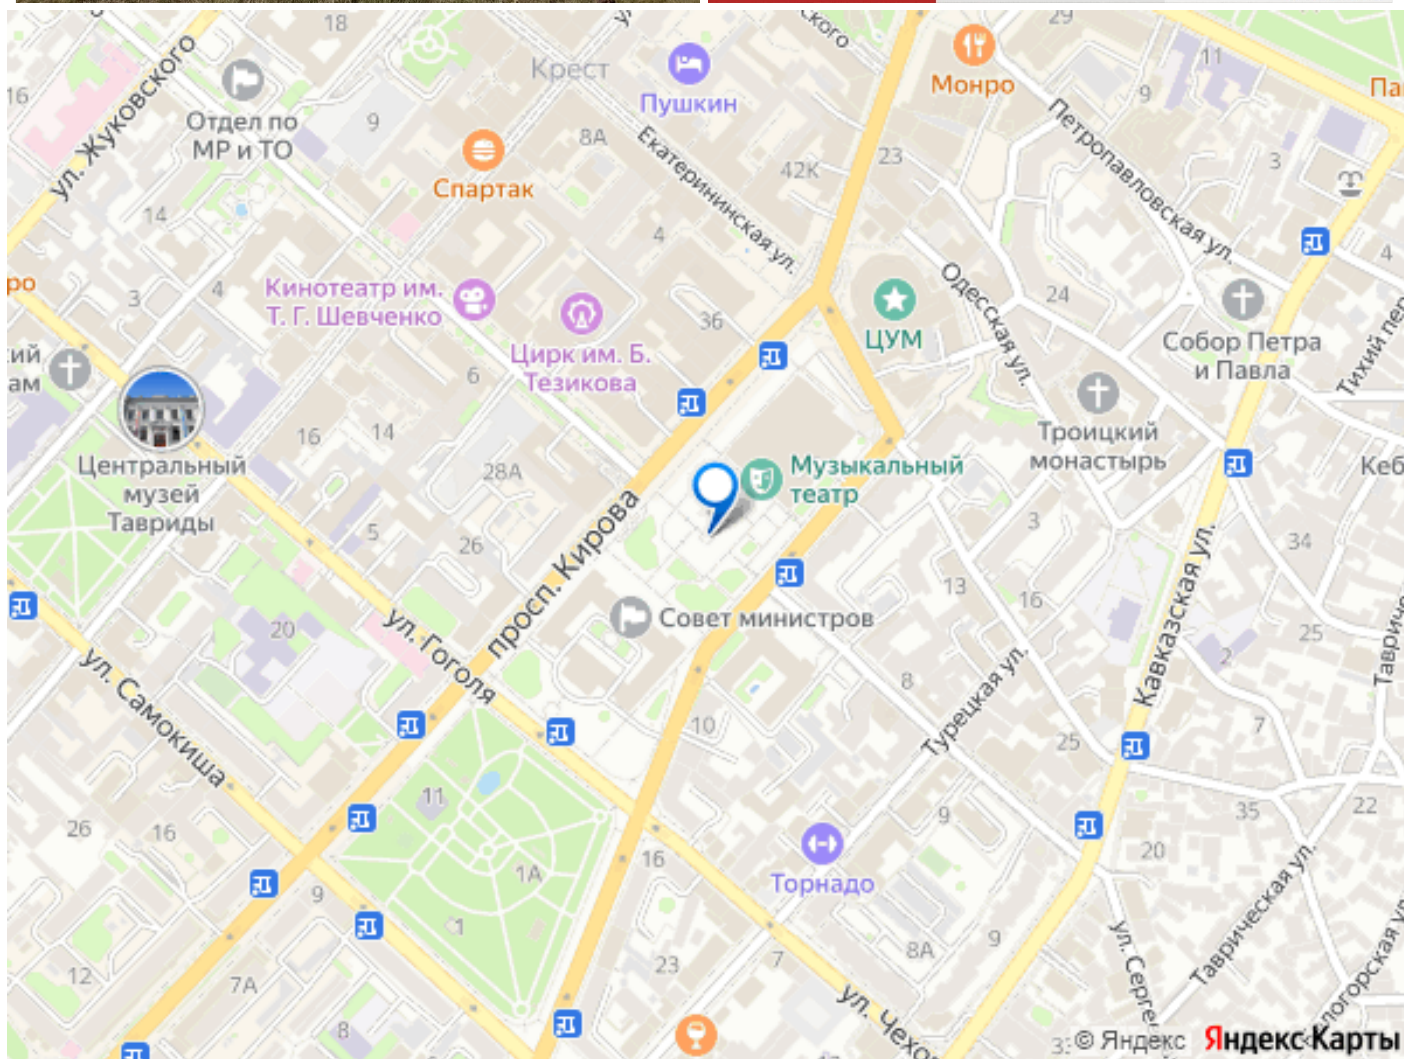 18
29
ул. Жуковского
Отдел по
МР и ТО
9
16
Крест
Пушкин
Спартак
8А
Екатерининская ул.
42К
23
Монро
11
9
Петропавловская ул.
3
14
3
4
4
4
Кинотеатр им.
Т. Г. Шевченко
Цирк им. Б.
Тезикова
36
ЦУМ
Одесская ул.
24
Собор Петра
и Павла
6
16
14
28А
Центральный
музей
Тавриды
5
26
Музыкальный
театр
Троицкий
монастырь
3
34
просп. Кирова
Совет министров
13
16
25
2
Кавказская ул.
20
ул. Гоголя
ул. Самокиша
8
10
Турецкая ул.
25
7
35
22
11
1А
1
26
16
9
16
9
20
Торнадо
Таврическая ул.
12
7А
8
23
7
8А
9
© Яндекс
Яндекс Карты